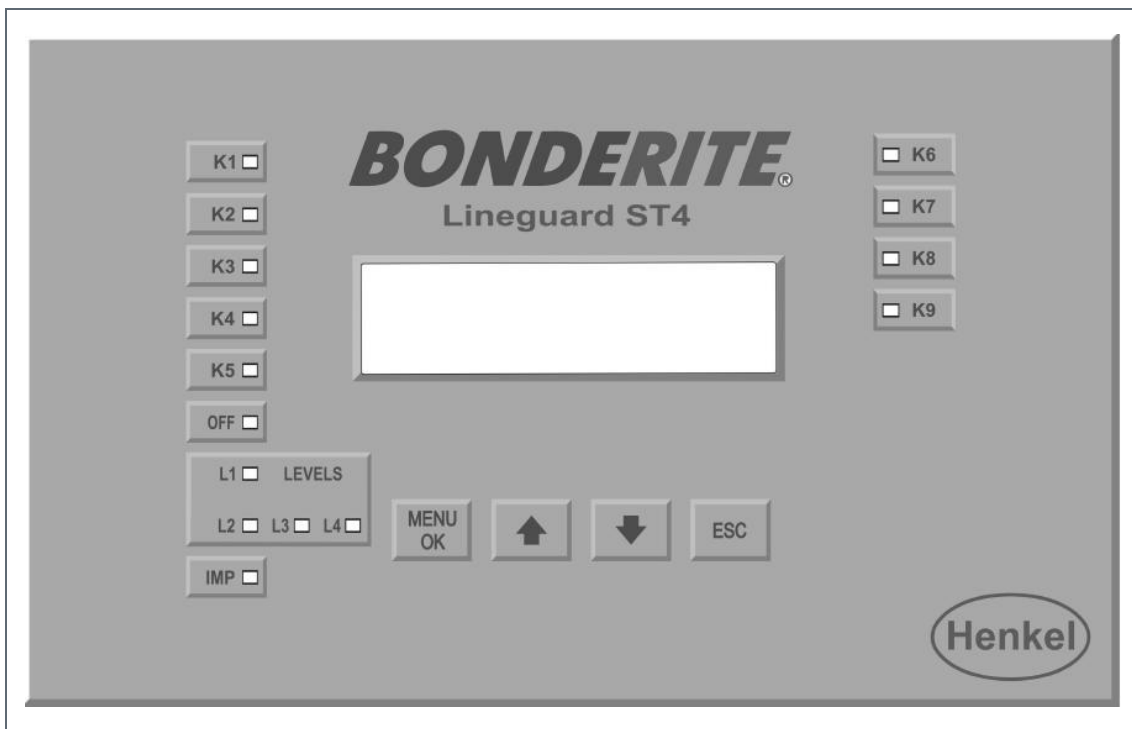 BONDERITE®
Lineguard ST4
K1
K2
K3
K4
K5
OFF
L1 LEVELS
L2 L3 L4
IMP
MENU
OK
ESC
K6
K7
K8
K9
Henkel